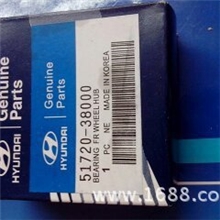 Genuine
Parts
HYUNDAI
Genuine
Parts
HYUNDAI
51720-38000
BEARING-FR WHEEL HUB
1 PC NE MADE IN KOREA
www.1688.com